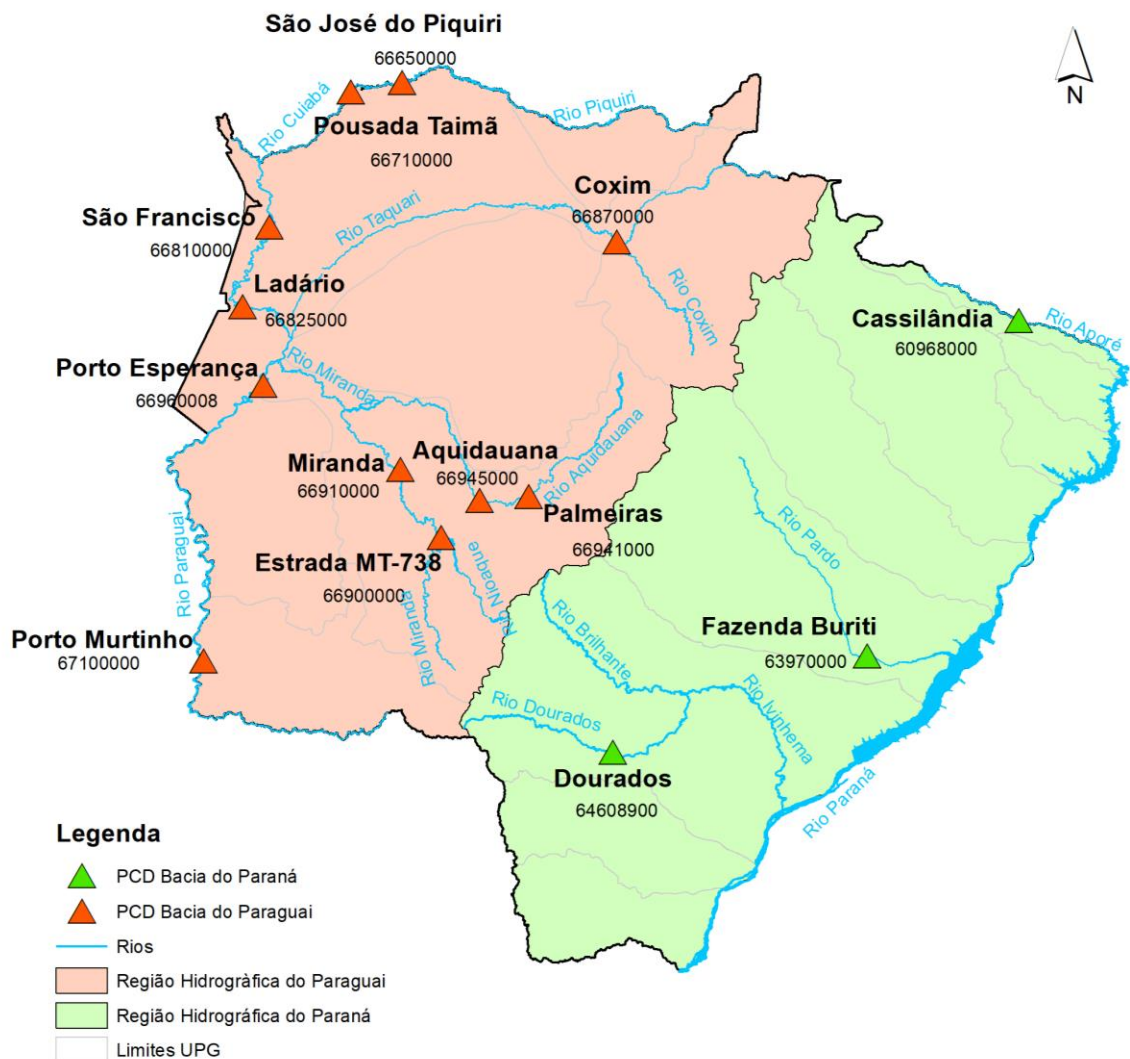 São José do Piquiri
66650000
N
Rio Cuiabá
Rio Piquiri
Pousada Taimã
66710000
Coxim
66870000
Rio Taquari
São Francisco
66810000
Rio Coxim
Ladário
66825000
Cassilândia
60968000
Rio Aporé
Porto Esperança
66960008
Rio Miranda
Aquidauana
66945000
Rio Aquidauana
Miranda
66910000
Palmeiras
66941000
Rio Pardo
Rio Paraguai
Estrada MT-738
66900000
Rio Nioaque
Rio Miranda
Rio Brilhante
Fazenda Buriti
63970000
Porto Murtinho
67100000
Rio Dourados
Rio Ivinhema
Dourados
64608900
Rio Paraná
Legenda
PCD Bacia do Paraná
PCD Bacia do Paraguai
Rios
Região Hidrogràfica do Paraguai
Região Hidrográfica do Paraná
Limites UPG